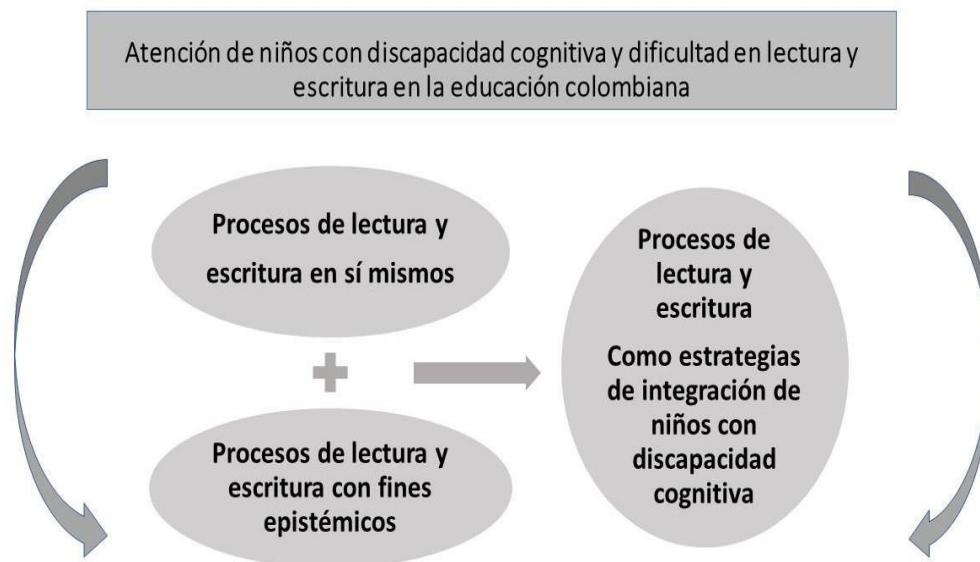 Atención de niños con discapacidad cognitiva y dificultad en lectura y
escritura en la educación colombiana
Procesos de lectura y
escritura en sí mismos
Procesos de lectura y
escritura con fines
epistémicos
Procesos de
lectura y
escritura
Como estrategias
de integración de
niños con
discapacidad
cognitiva